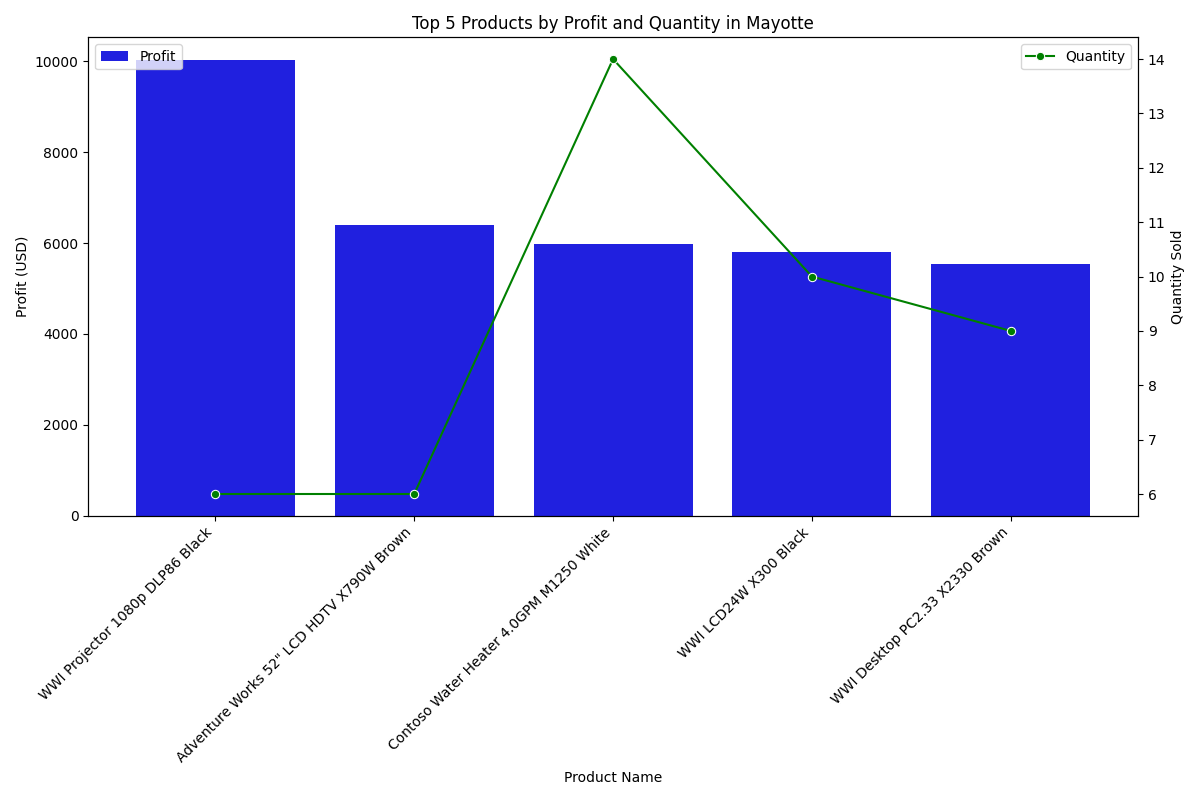 Top 5 Products by Profit and Quantity in Mayotte
Profit
Quantity
Profit (USD)
10000
8000
6000
4000
2000
0
14
13
12
11
10
9
8
7
6
Quantity Sold
WWI Projector 1080p DLP86 Black
Adventure Works 52" LCD HDTV X790W Brown
Contoso Water Heater 4.0GPM M1250 White
WWI LCD24W X300 Black
WWI Desktop PC2.33 X2330 Brown
Product Name